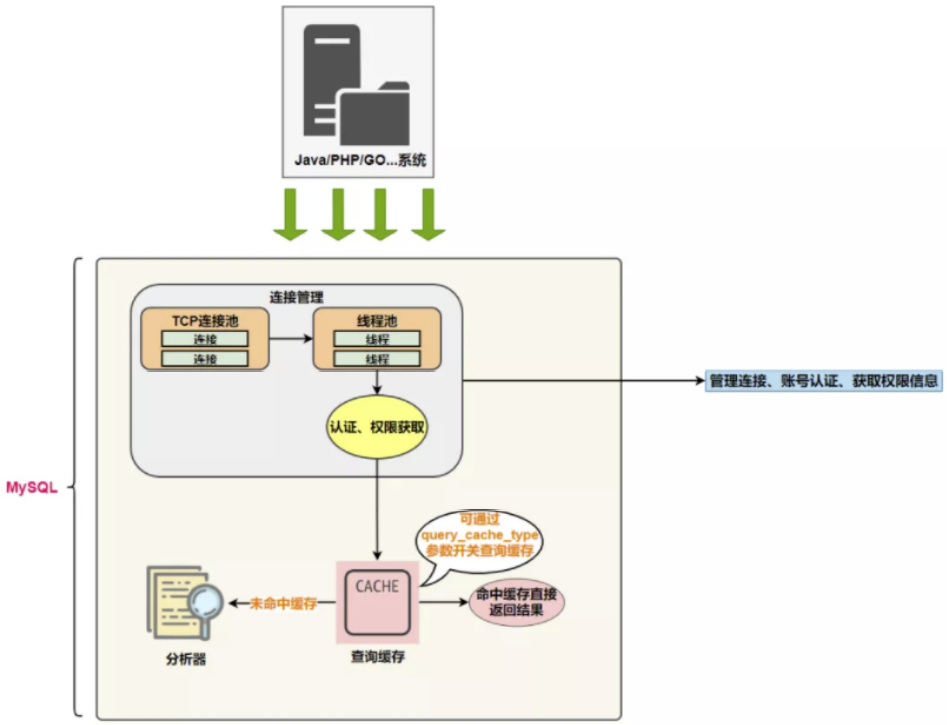 Java/PHP/GO...系统
连接管理
TCP连接池
连接
连接
线程池
线程
线程
认证、权限获取
管理连接、账号认证、获取权限信息
MySQL
可通过
query_cache_type
参数开关查询缓存
CACHE
查询缓存
命中缓存直接
返回结果
未命中缓存
分析器